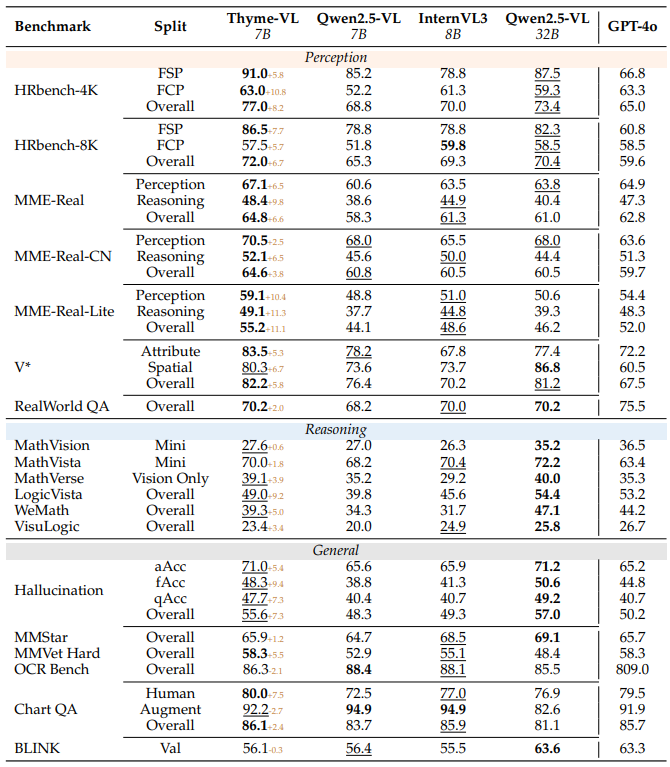 Benchmark Split Thyme-VL 7B Qwen2.5-VL 7B InternVL3 8B Qwen2.5-VL 32B GPT-4o
Perception
HRbench-4K FSP 91.0+5.8 85.2 78.8 87.5 66.8
FCP 63.0+10.8 52.2 61.3 59.3 63.3
Overall 77.0+8.2 68.8 70.0 73.4 65.0
HRbench-8K FSP 86.5+7.7 78.8 78.8 82.3 60.8
FCP 57.5+5.7 51.8 59.8 58.5 58.5
Overall 72.0+6.7 65.3 69.3 70.4 59.6
MME-Real Perception 67.1+6.5 60.6 63.5 63.8 64.9
Reasoning 48.4+9.8 38.6 44.9 40.4 47.3
Overall 64.8+6.6 58.3 61.3 61.0 62.8
MME-Real-CN Perception 70.5+2.5 68.0 65.5 68.0 63.6
Reasoning 52.1+6.5 45.6 50.0 44.4 51.3
Overall 64.6+3.8 60.8 60.5 60.5 59.7
MME-Real-Lite Perception 59.1+10.4 48.8 51.0 50.6 54.4
Reasoning 49.1+11.3 37.7 44.8 39.3 48.3
Overall 55.2+11.1 44.1 48.6 46.2 52.0
V* Attribute 83.5+5.3 78.2 67.8 77.4 72.2
Spatial 80.3+6.7 73.6 73.7 86.8 60.5
Overall 82.2+5.8 76.4 70.2 81.2 67.5
RealWorld QA Overall 70.2+2.0 68.2 70.0 70.2 75.5
Reasoning
MathVision Mini 27.6+0.6 27.0 26.3 35.2 36.5
MathVista Mini 70.0+1.8 68.2 70.4 72.2 63.4
MathVerse Vision Only 39.1+3.9 35.2 29.2 40.0 35.3
LogicVista Overall 49.0+9.2 39.8 45.6 54.4 53.2
WeMath Overall 39.3+5.0 34.3 31.7 47.1 44.2
VisuLogic Overall 23.4+3.4 20.0 24.9 25.8 26.7
General
Hallucination aAcc 71.0+5.4 65.6 65.9 71.2 65.2
fAcc 48.3+9.4 38.8 41.3 50.6 44.8
qAcc 47.7+7.3 40.4 40.7 49.2 40.7
Overall 55.6+7.3 48.3 49.3 57.0 50.2
MMStar Overall 65.9+1.2 64.7 68.5 69.1 65.7
MMVet Hard Overall 58.3+5.5 52.9 55.1 48.4 58.3
OCR Bench Overall 86.3-2.1 88.4 88.1 85.5 809.0
Chart QA Human 80.0+7.5 72.5 77.0 76.9 79.5
Augment 92.2-2.7 94.9 94.9 82.6 91.9
Overall 86.1+2.4 83.7 85.9 81.1 85.7
BLINK Val 56.1-0.3 56.4 55.5 63.6 63.3